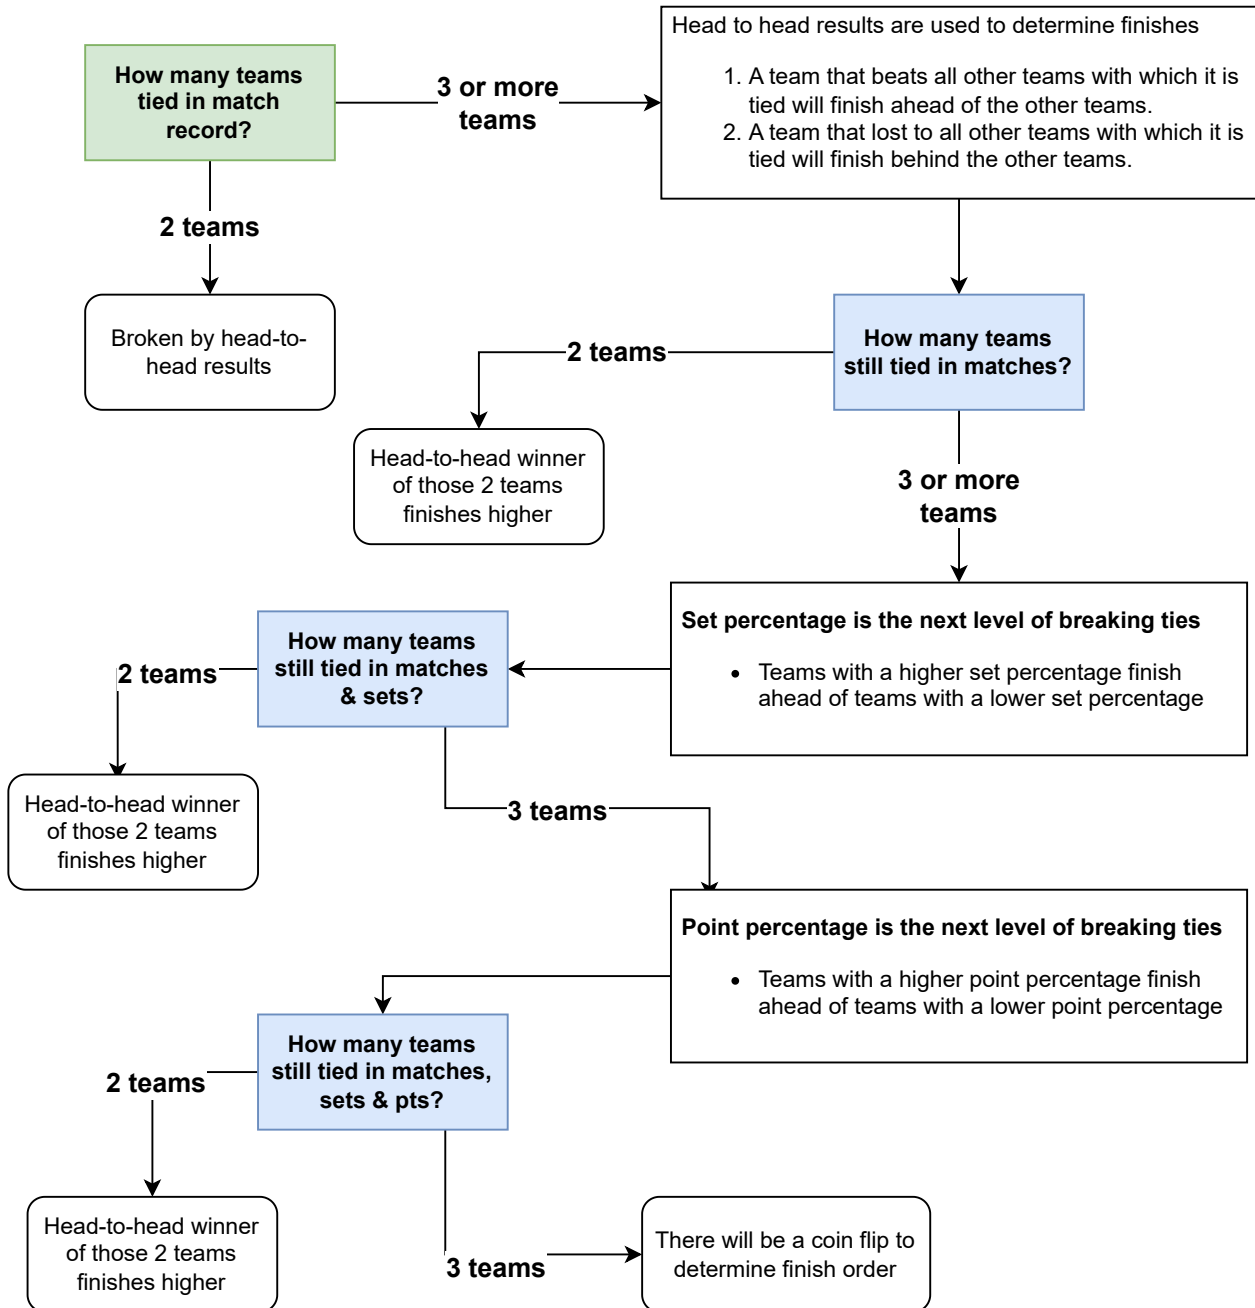 How many teams
tied in match
record?
3 or more
teams
Head to head results are used to determine finishes
1. A team that beats all other teams with which it is
tied will finish ahead of the other teams.
2. A team that lost to all other teams with which it is
tied will finish behind the other teams.
2 teams
Broken by head-to-
head results
How many teams
still tied in matches?
2 teams
Head-to-head winner
of those 2 teams
finishes higher
3 or more
teams
Set percentage is the next level of breaking ties
• Teams with a higher set percentage finish
ahead of teams with a lower set percentage
How many teams
still tied in matches
& sets?
2 teams
Head-to-head winner
of those 2 teams
finishes higher
3 teams
Point percentage is the next level of breaking ties
• Teams with a higher point percentage finish
ahead of teams with a lower point percentage
How many teams
still tied in matches,
sets & pts?
2 teams
Head-to-head winner
of those 2 teams
finishes higher
3 teams
There will be a coin flip to
determine finish order